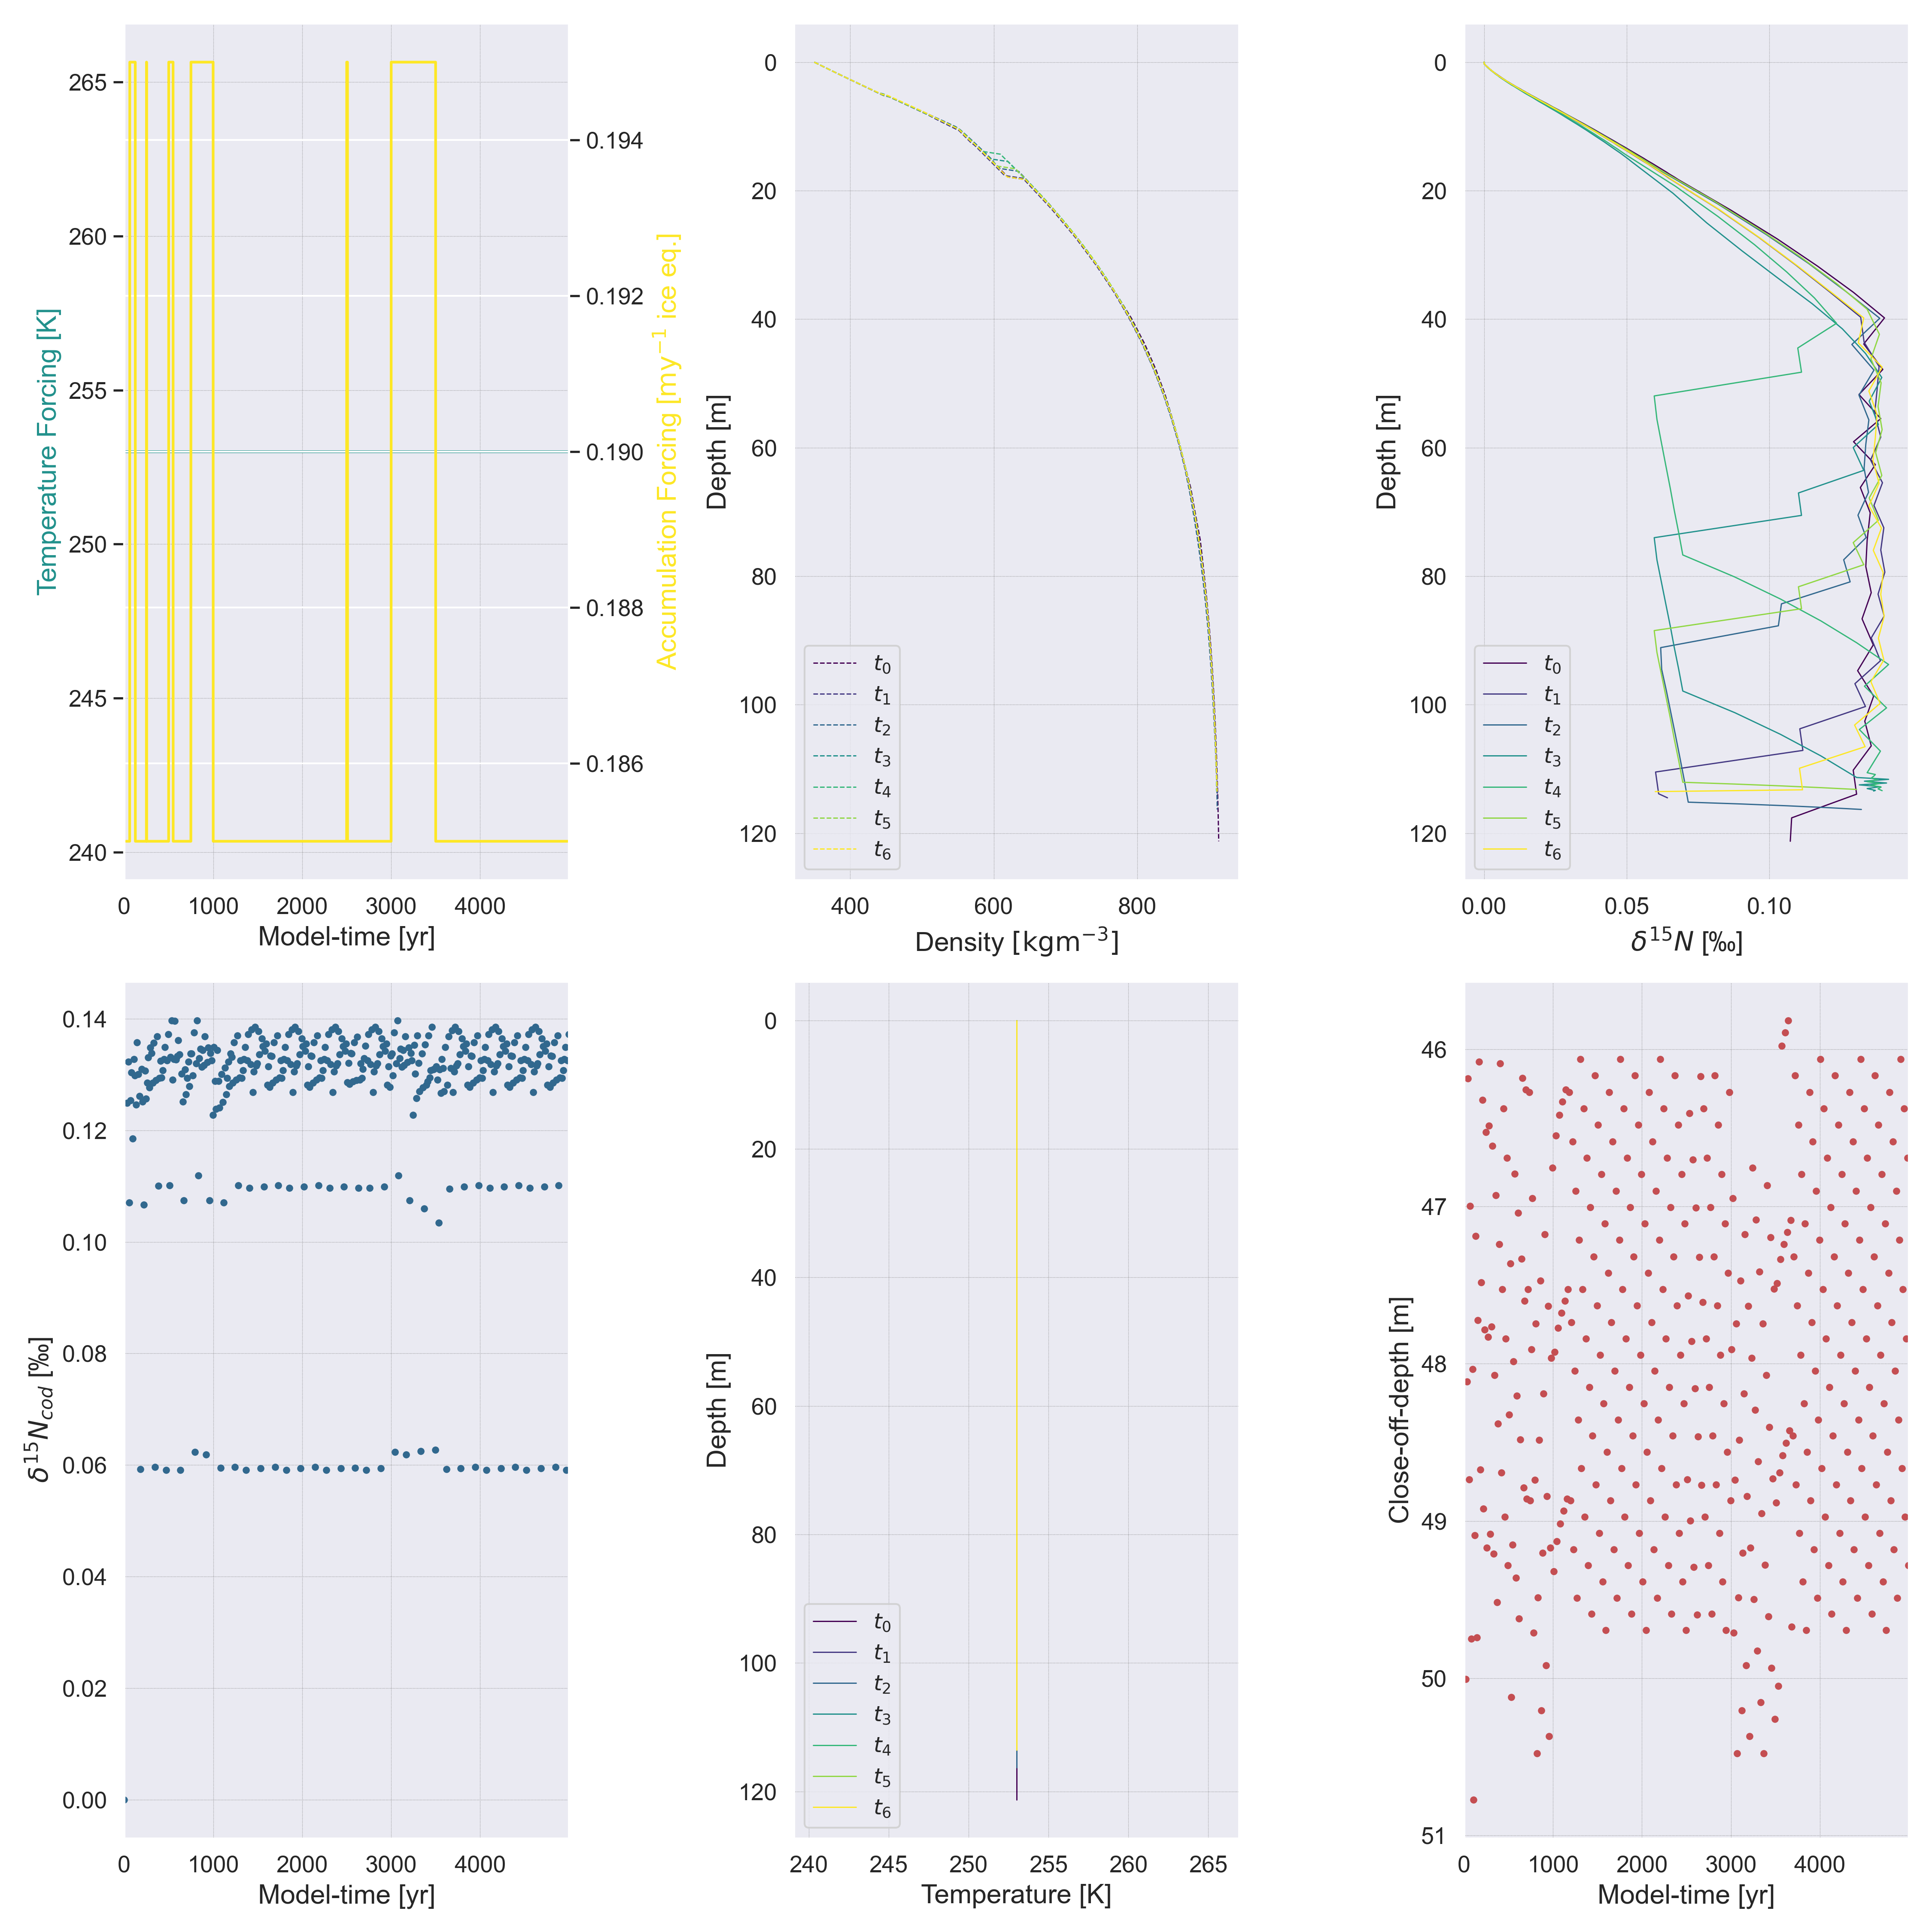 265
260
255
250
245
240
Temperature Forcing [K]
0.194
0.192
0.190
0.188
0.186
Accumulation Forcing [my⁻¹ ice eq.]
0 1000 2000 3000 4000
Model-time [yr]
0
20
40
60
80
100
120
Depth [m]
t₀
t₁
t₂
t₃
t₄
t₅
t₆
400 600 800
Density [kgm⁻³]
0
20
40
60
80
100
120
Depth [m]
t₀
t₁
t₂
t₃
t₄
t₅
t₆
0.00 0.05 0.10
δ¹⁵N [‰]
0.14
0.12
0.10
0.08
0.06
0.04
0.02
0.00
δ¹⁵N_cod [‰]
0 1000 2000 3000 4000
Model-time [yr]
0
20
40
60
80
100
120
Depth [m]
t₀
t₁
t₂
t₃
t₄
t₅
t₆
240 245 250 255 260 265
Temperature [K]
46
47
48
49
50
51
Close-off-depth [m]
0 1000 2000 3000 4000
Model-time [yr]